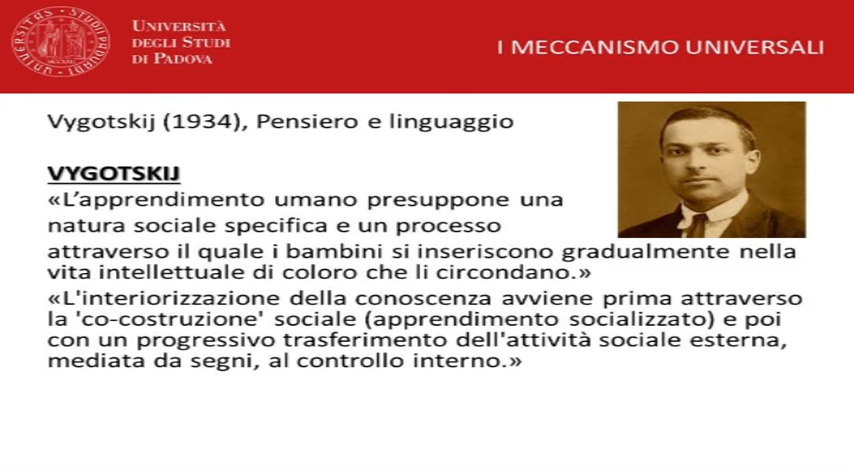 UNIVERSITÀ
DEGLI STUDI
DI PADOVA
I MECCANISMO UNIVERSALI
Vygotskij (1934), Pensiero e linguaggio
VYGOTSKIJ
«L'apprendimento umano presuppone una
natura sociale specifica e un processo
attraverso il quale i bambini si inseriscono gradualmente nella
vita intellettuale di coloro che li circondano.»
«L'interiorizzazione della conoscenza avviene prima attraverso
la 'co-costruzione' sociale (apprendimento socializzato) e poi
con un progressivo trasferimento dell'attività sociale esterna,
mediata da segni, al controllo interno.»